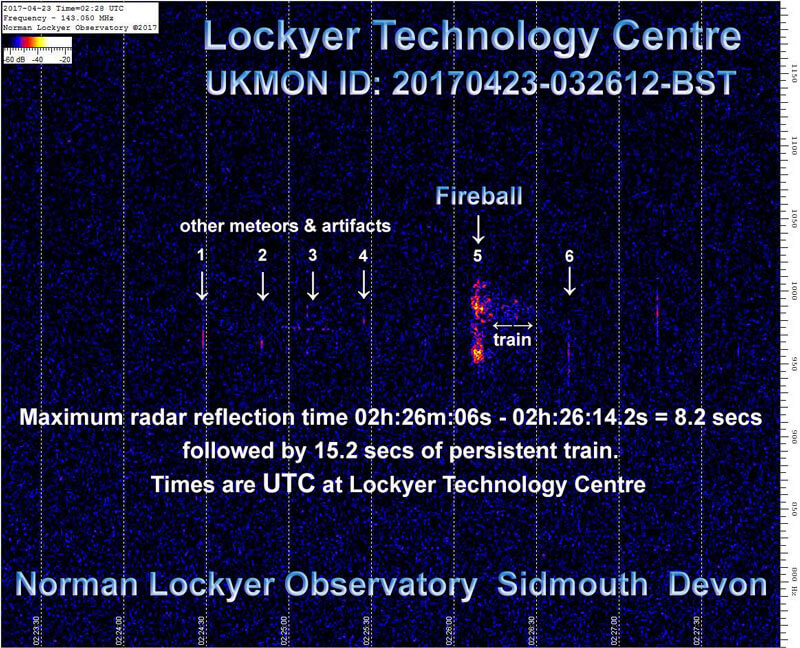 2017-04-23 Time=02:28 UTC
Frequency - 143.050 MHz
Norman Lockyer Observatory ©2017
-60 dB -40 -20
Lockyer Technology Centre
UKMON ID: 20170423-032612-BST
Fireball
other meteors & artifacts
1 2 3 4 5 6
train
Maximum radar reflection time 02h:26m:06s - 02h:26:14.2s = 8.2 secs
followed by 15.2 secs of persistent train.
Times are UTC at Lockyer Technology Centre
Norman Lockyer Observatory Sidmouth Devon
02:23:30 02:24:00 02:24:30 02:25:00 02:25:30 02:26:00 02:26:30 02:27:00 02:27:30
1150
1100
1050
1000
950
900
850
800 Hz